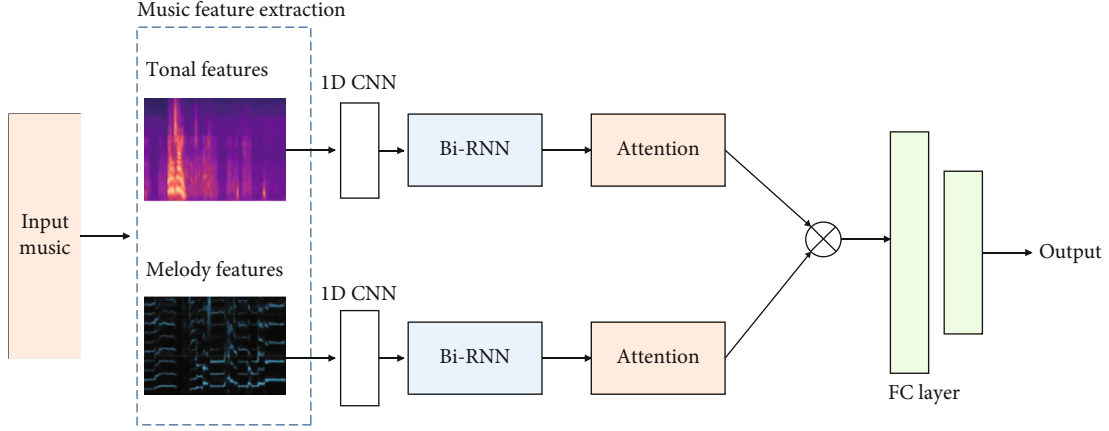 Music feature extraction
Tonal features
1D CNN
Bi-RNN
Attention
Input
music
Melody features
1D CNN
Bi-RNN
Attention
Output
FC layer